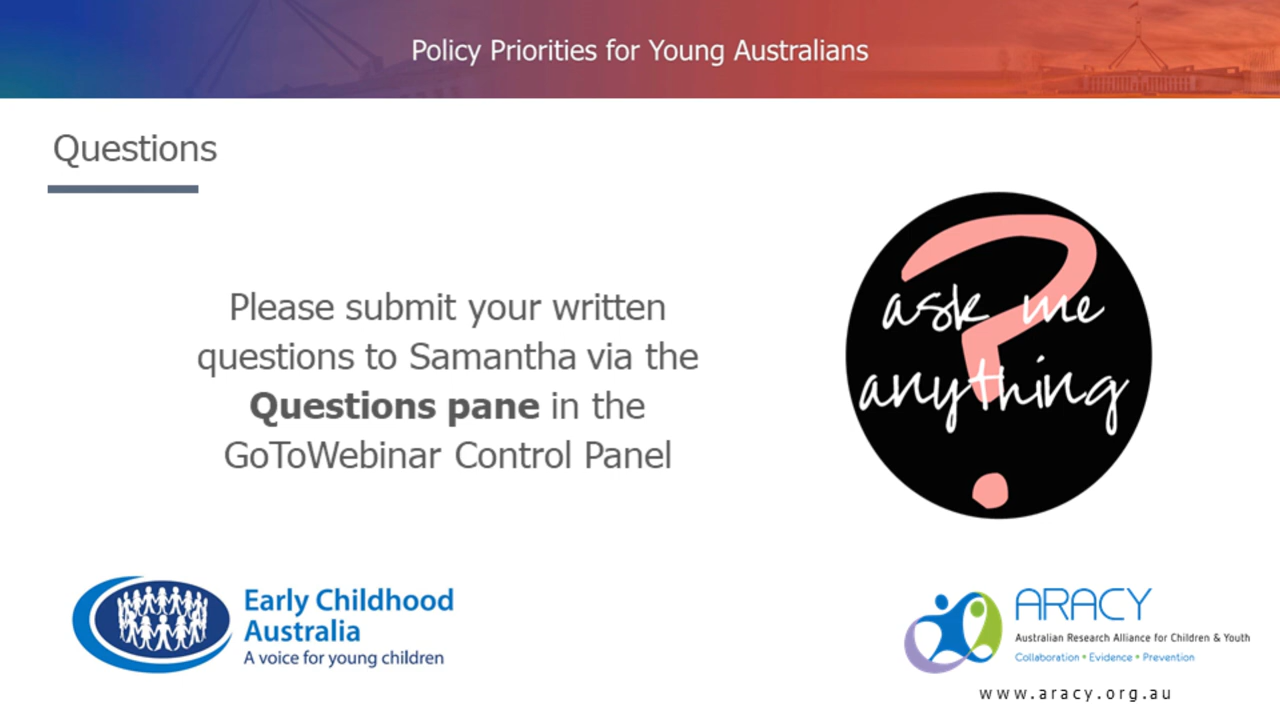 Policy Priorities for Young Australians
Questions
Please submit your written
questions to Samantha via the
Questions pane in the
GoToWebinar Control Panel
ask me
anything
Early Childhood
Australia
A voice for young children
ARACY
Australian Research Alliance for Children & Youth
Collaboration • Evidence • Prevention
www.aracy.org.au